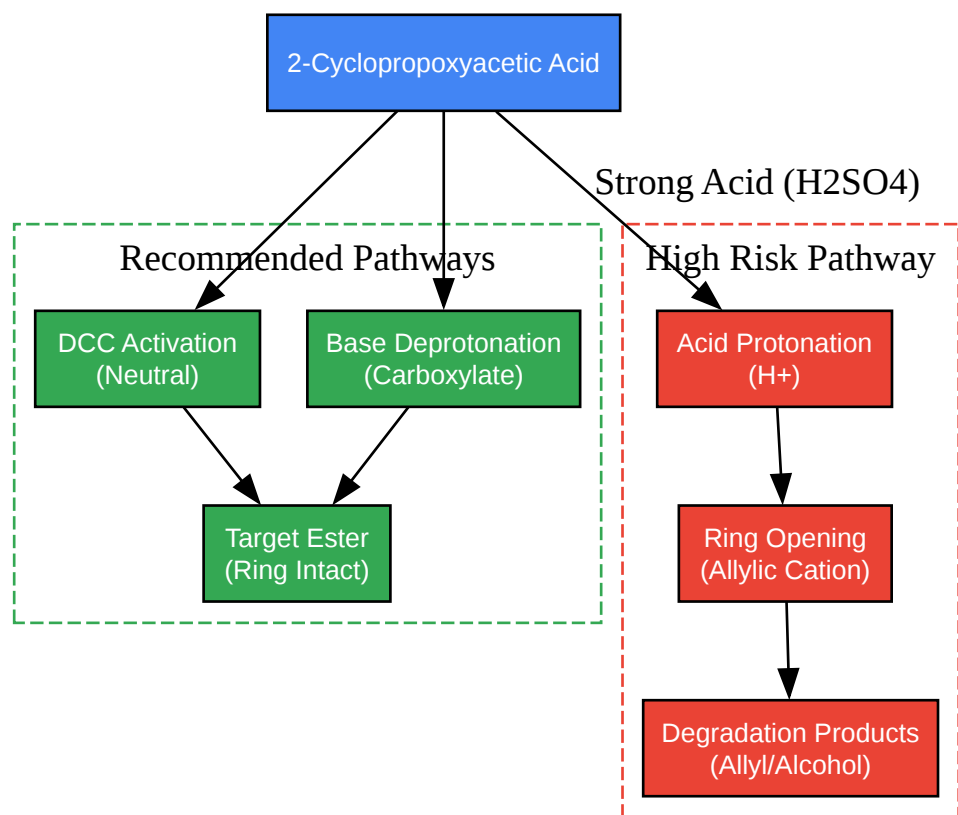 2-Cyclopropoxyacetic Acid
Strong Acid (H2SO4)
Recommended Pathways
High Risk Pathway
DCC Activation
(Neutral)
Base Deprotonation
(Carboxylate)
Acid Protonation
(H+)
Target Ester
(Ring Intact)
Ring Opening
(Allylic Cation)
Degradation Products
(Allyl/Alcohol)